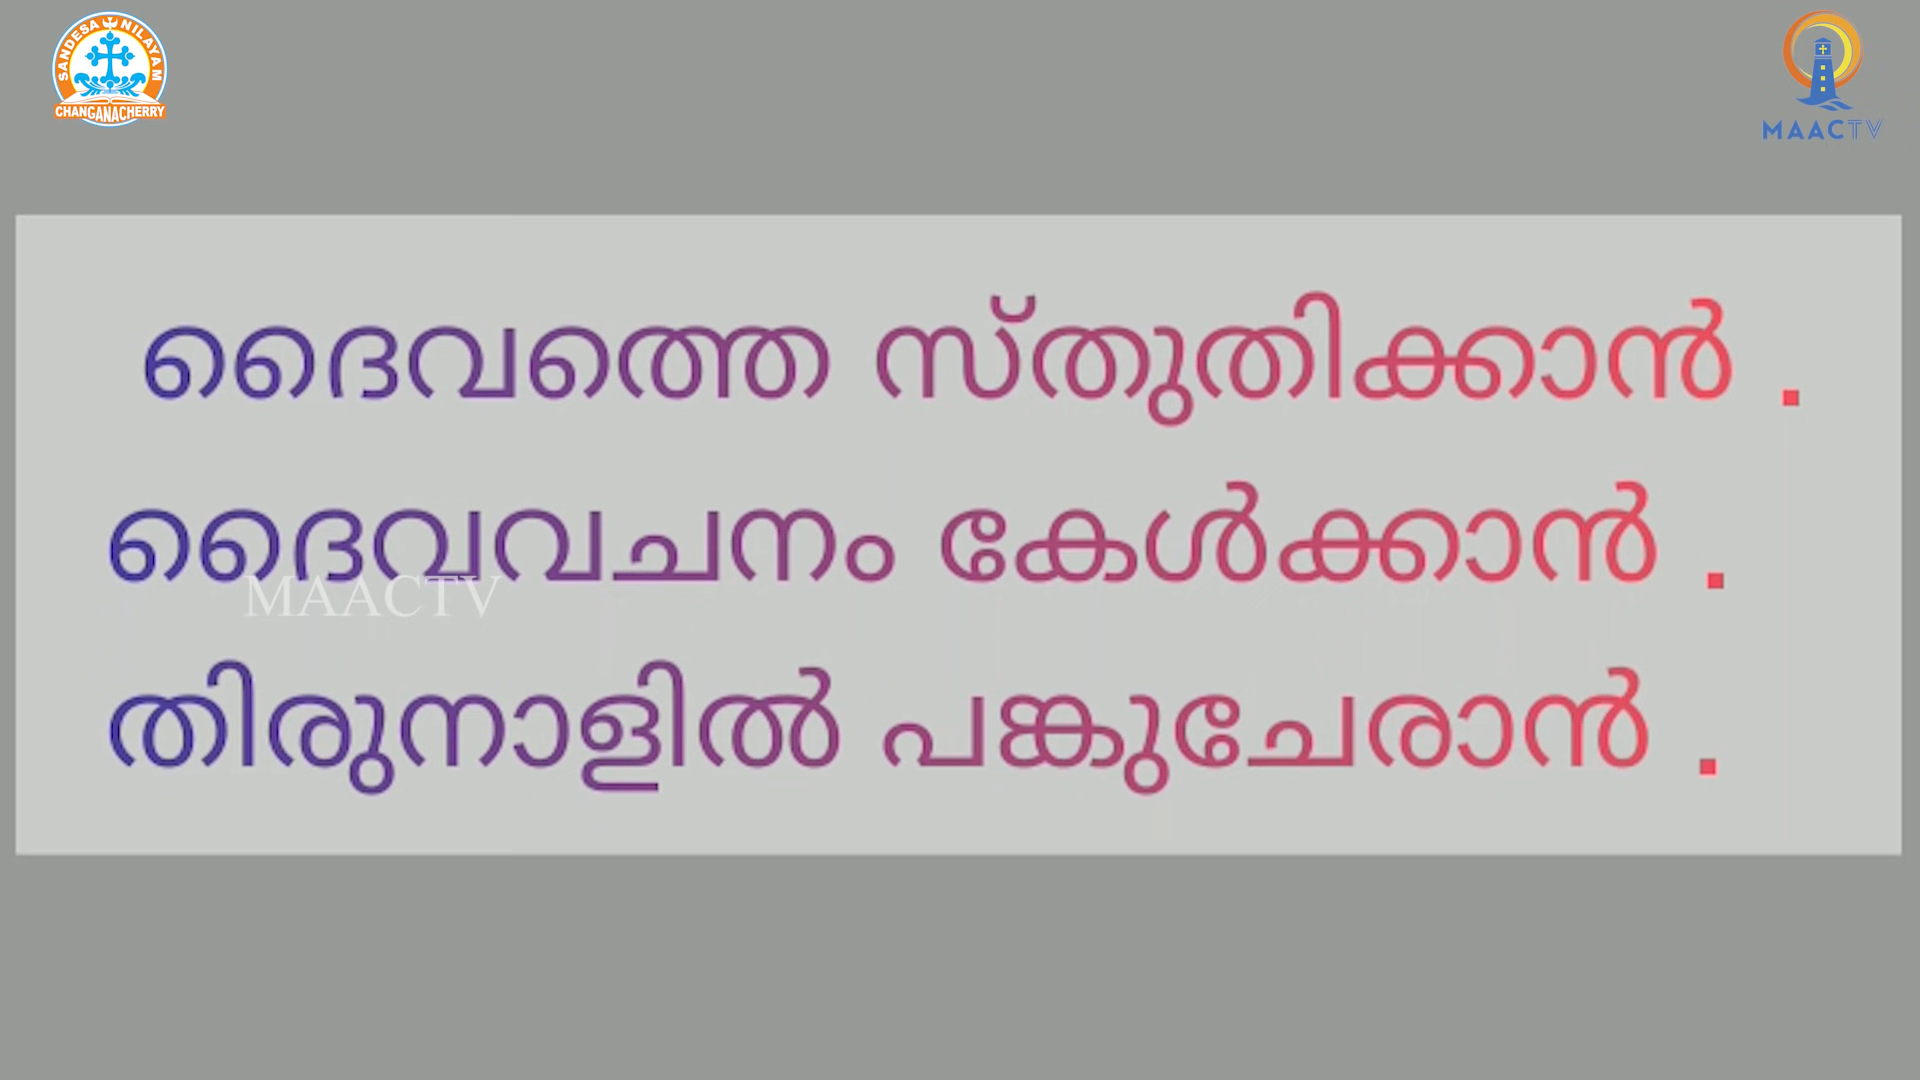 SANDESA NILAYAM
CHANGANACHERRY
MAACTV
ദൈവത്തെ സ്തുതിക്കാൻ .
ദൈവവചനം കേൾക്കാൻ .
MAACTV
തിരുനാളിൽ പങ്കുചേരാൻ .